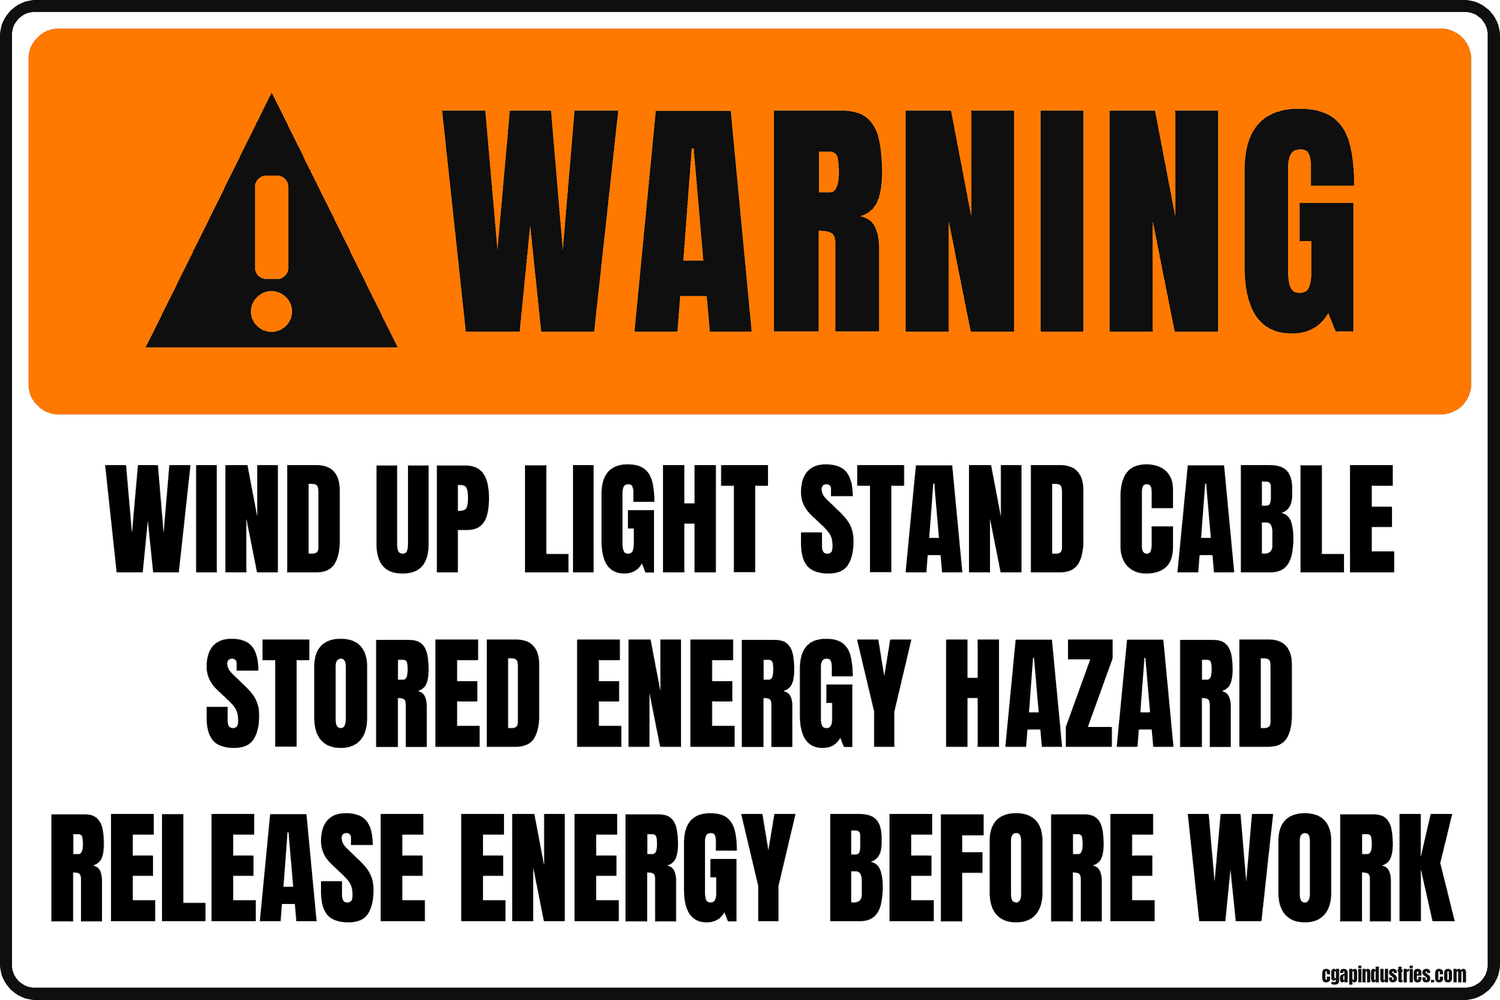 WARNING
WIND UP LIGHT STAND CABLE
STORED ENERGY HAZARD
RELEASE ENERGY BEFORE WORK
cgapindustries.com